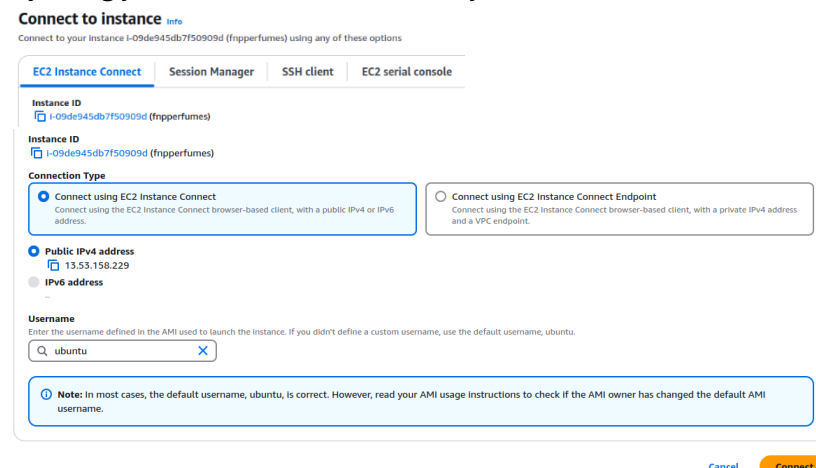 Connect to instance Info
Connect to your instance i-09de945db7f50909d (fnpperfumes) using any of these options
EC2 Instance Connect Session Manager SSH client EC2 serial console
Instance ID
i-09de945db7f50909d (fnpperfumes)
Instance ID
i-09de945db7f50909d (fnpperfumes)
Connection Type
Connect using EC2 Instance Connect
Connect using the EC2 Instance Connect browser-based client, with a public IPv4 or IPv6
address.
Connect using EC2 Instance Connect Endpoint
Connect using the EC2 Instance Connect browser-based client, with a private IPv4 address
and a VPC endpoint.
Public IPv4 address
13.53.158.229
IPv6 address
–
Username
Enter the username defined in the AMI used to launch the instance. If you didn't define a custom username, use the default username, ubuntu.
ubuntu
Note: In most cases, the default username, ubuntu, is correct. However, read your AMI usage instructions to check if the AMI owner has changed the default AMI
username.
Cancel Connect